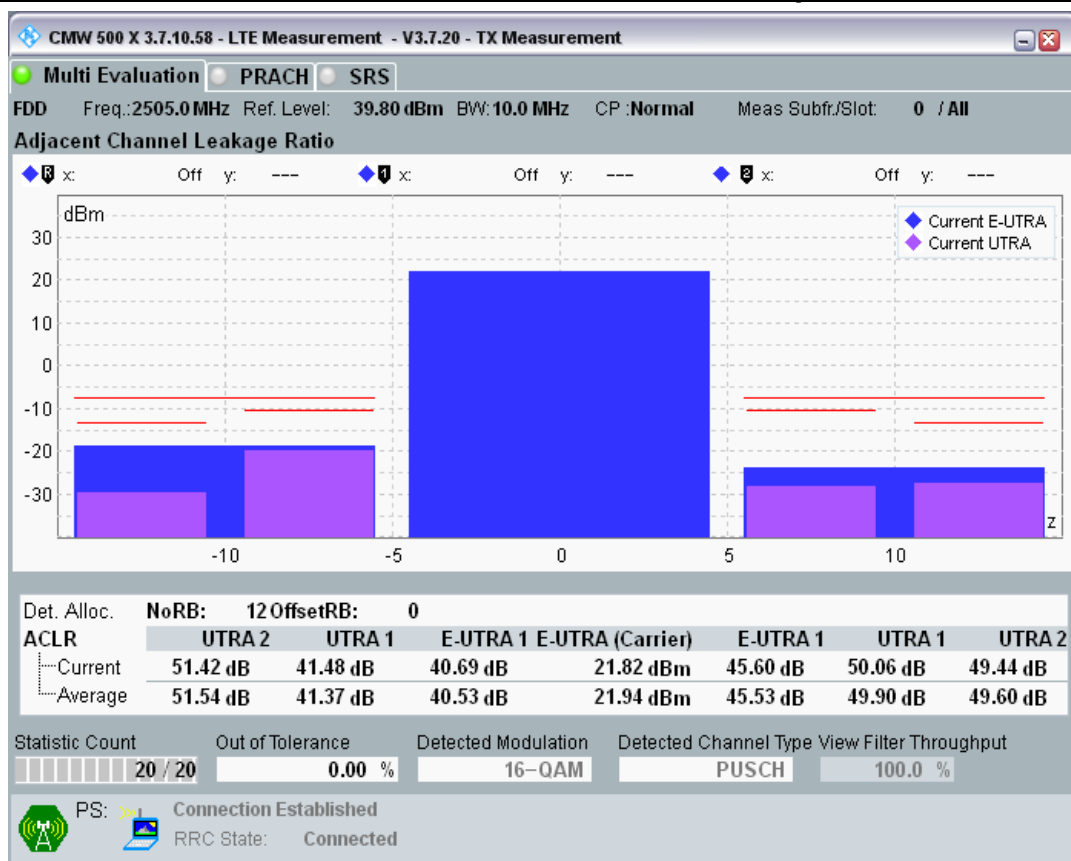 CMW 500 X 3.7.10.58 - LTE Measurement - V3.7.20 - TX Measurement
Multi Evaluation PRACH SRS
FDD Freq.:2505.0 MHz Ref. Level: 39.80 dBm BW:10.0 MHz CP :Normal Meas Subfr./Slot: 0 / All
Adjacent Channel Leakage Ratio
R x: Off y: --- 1 x: Off y: --- 2 x: Off y: ---
dBm
Current E-UTRA
Current UTRA
30
20
10
0
-10
-20
-30
z
-10 -5 0 5 10
Det. Alloc. NoRB: 12 OffsetRB: 0
ACLR UTRA 2 UTRA 1 E-UTRA 1 E-UTRA (Carrier) E-UTRA 1 UTRA 1 UTRA 2
Current 51.42 dB 41.48 dB 40.69 dB 21.82 dBm 45.60 dB 50.06 dB 49.44 dB
Average 51.54 dB 41.37 dB 40.53 dB 21.94 dBm 45.53 dB 49.90 dB 49.60 dB
Statistic Count Out of Tolerance Detected Modulation Detected Channel Type View Filter Throughput
20 / 20 0.00 % 16-QAM PUSCH 100.0 %
PS: Connection Established
RRC State: Connected